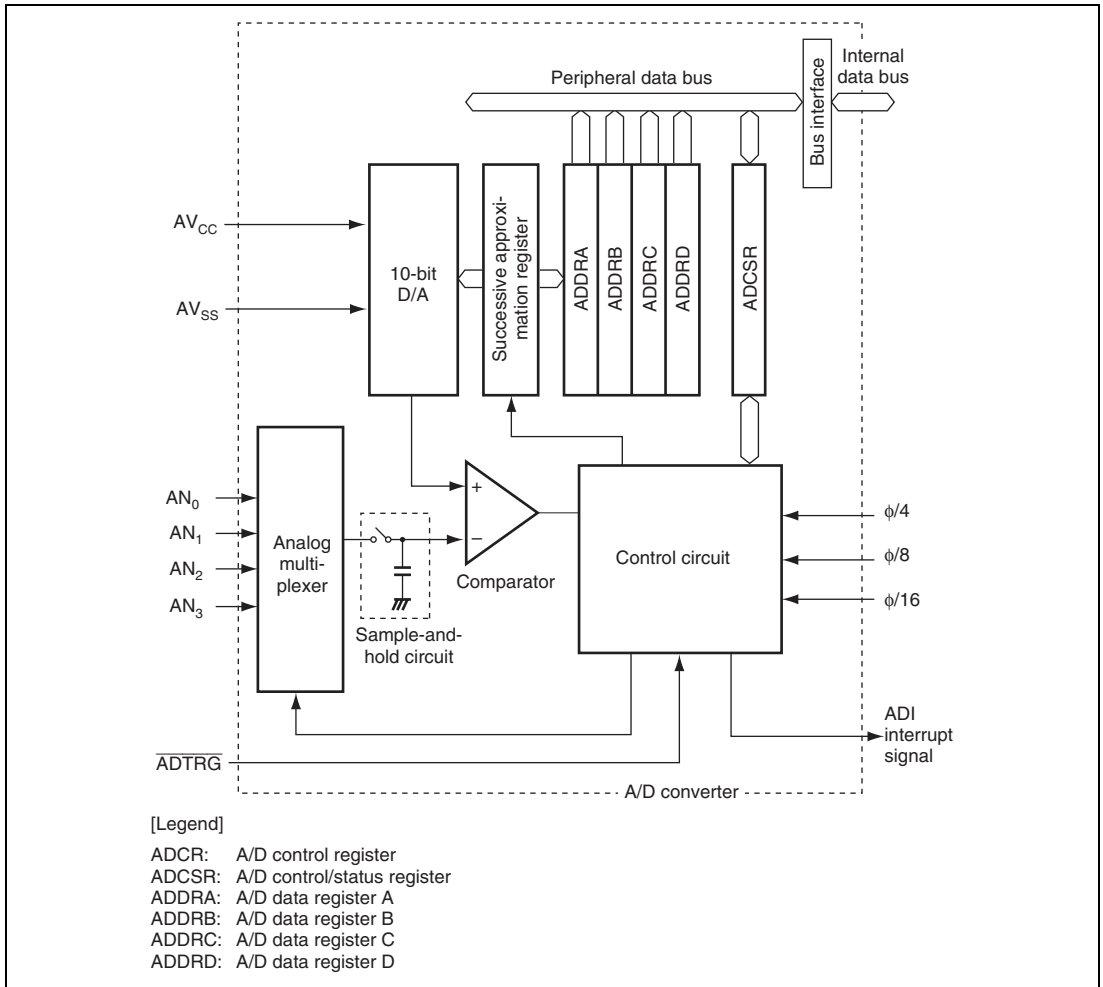 Peripheral data bus
Internal
data bus
Bus interface
AVCC
AVSS
10-bit
D/A
Successive approxi-
mation register
ADDRA
ADDRB
ADDRC
ADDRD
ADCSR
AN0
AN1
AN2
AN3
Analog
multi-
plexer
Sample-and-
hold circuit
+
−
Comparator
Control circuit
ϕ/4
ϕ/8
ϕ/16
ADTRG
ADI
interrupt
signal
A/D converter
[Legend]
ADCR: A/D control register
ADCSR: A/D control/status register
ADDRA: A/D data register A
ADDRB: A/D data register B
ADDRC: A/D data register C
ADDRD: A/D data register D